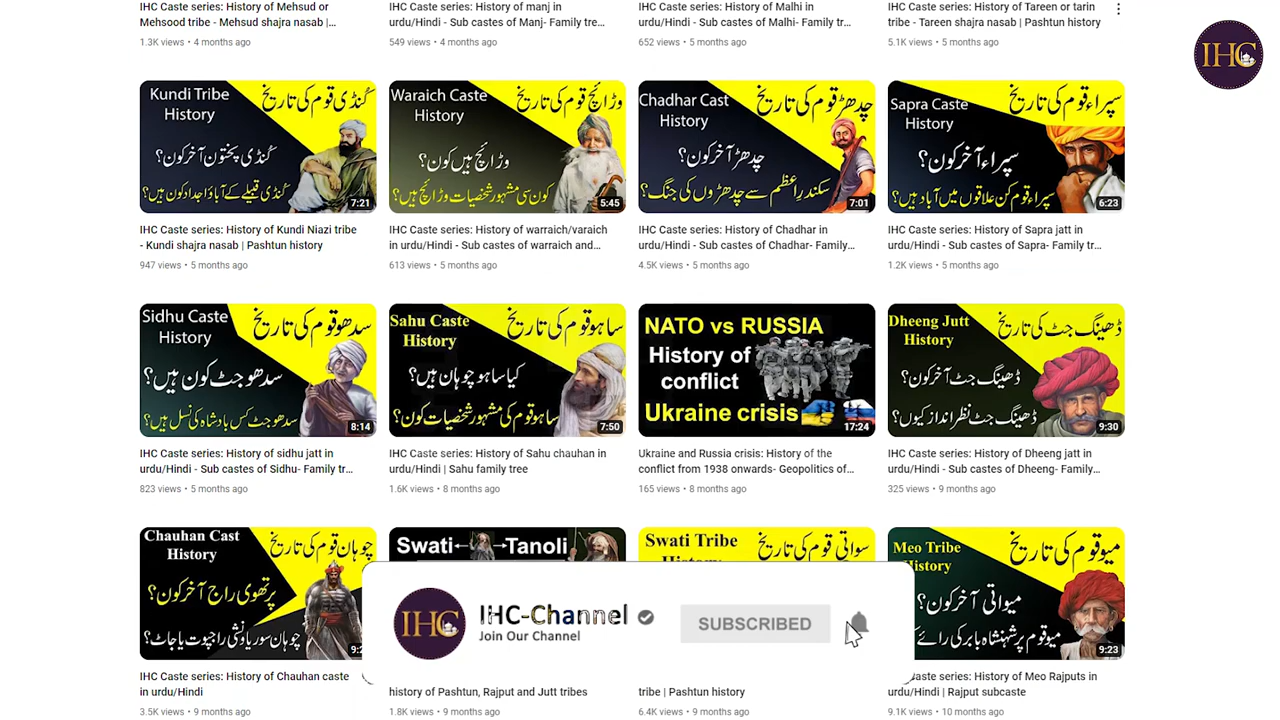 IHC Caste series: History of Mehsud or
Mehsood tribe - Mehsud shajra nasab |...
1.3K views • 4 months ago
IHC Caste series: History of manj in
urdu/Hindi - Sub castes of Manj- Family tre...
549 views • 4 months ago
IHC Caste series: History of Malhi in
urdu/Hindi - Sub castes of Malhi- Family tr...
652 views • 5 months ago
IHC Caste series: History of Tareen or tarin
tribe - Tareen shajra nasab | Pashtun history
5.1K views • 5 months ago
IHC
Kundi Tribe
History
کنڈی قوم کی تاریخ
کنڈی پختون آخر کون؟
کنڈی قبیلے کے آباؤ اجداد کون ہیں؟
7:21
IHC Caste series: History of Kundi Niazi tribe
- Kundi shajra nasab | Pashtun history
947 views • 5 months ago
Waraich Caste
History
وڑائچ قوم کی تاریخ
وڑائچ ہیں کون؟
کون سی مشہور شخصیات وڑائچ ہیں؟
5:45
IHC Caste series: History of warraich/varaich
in urdu/Hindi - Sub castes of warraich and...
613 views • 5 months ago
Chadhar Cast
History
چدھڑ قوم کی تاریخ
چدھڑ آخر کون؟
سکندرِ اعظم سے چدھڑوں کی جنگ؟
7:01
IHC Caste series: History of Chadhar in
urdu/Hindi - Sub castes of Chadhar- Family...
4.5K views • 5 months ago
Sapra Caste
History
سپراء قوم کی تاریخ
سپراء آخر کون؟
سپراء قوم کن علاقوں میں آباد ہیں؟
6:23
IHC Caste series: History of Sapra jatt in
urdu/Hindi - Sub castes of Sapra- Family tr...
1.2K views • 5 months ago
Sidhu Caste
History
سدھو قوم کی تاریخ
سدھو جٹ کون ہیں؟
سدھو جٹ کس بادشاہ کی نسل ہیں؟
8:14
IHC Caste series: History of sidhu jatt in
urdu/Hindi - Sub castes of Sidhu- Family tr...
823 views • 5 months ago
Sahu Caste
History
ساہو قوم کی تاریخ
کیا ساہو چوہان ہیں؟
ساہو قوم کی مشہور شخصیات کون؟
7:50
IHC Caste series: History of Sahu chauhan in
urdu/Hindi | Sahu family tree
1.6K views • 8 months ago
NATO vs RUSSIA
History of
conflict
Ukraine crisis
17:24
Ukraine and Russia crisis: History of the
conflict from 1938 onwards- Geopolitics of...
165 views • 8 months ago
Dheeng Jutt
History
ڈھینگ جٹ کی تاریخ
ڈھینگ جٹ آخر کون؟
ڈھینگ جٹ نظر انداز کیوں؟
9:30
IHC Caste series: History of Dheeng jatt in
urdu/Hindi - Sub castes of Dheeng- Family...
325 views • 9 months ago
Chauhan Cast
History
چوہان قوم کی تاریخ
پرتھوی راج آخر کون؟
چوہان سوریا ونشی راجپوت یا جاٹ؟
IHC Caste series: History of Chauhan caste
in urdu/Hindi
3.5K views • 9 months ago
Swati
Tanoli
history of Pashtun, Rajput and Jutt tribes
1.8K views • 9 months ago
Swati Tribe
سواتی قوم کی تاریخ
tribe | Pashtun history
6.4K views • 9 months ago
Meo Tribe
History
میو قوم کی تاریخ
میواتی آخر کون؟
میو قوم پر شہنشاہ بابر کی رائے
9:23
Caste series: History of Meo Rajputs in
urdu/Hindi | Rajput subcaste
9.1K views • 10 months ago
IHC
IHC-Channel
Join Our Channel
SUBSCRIBED